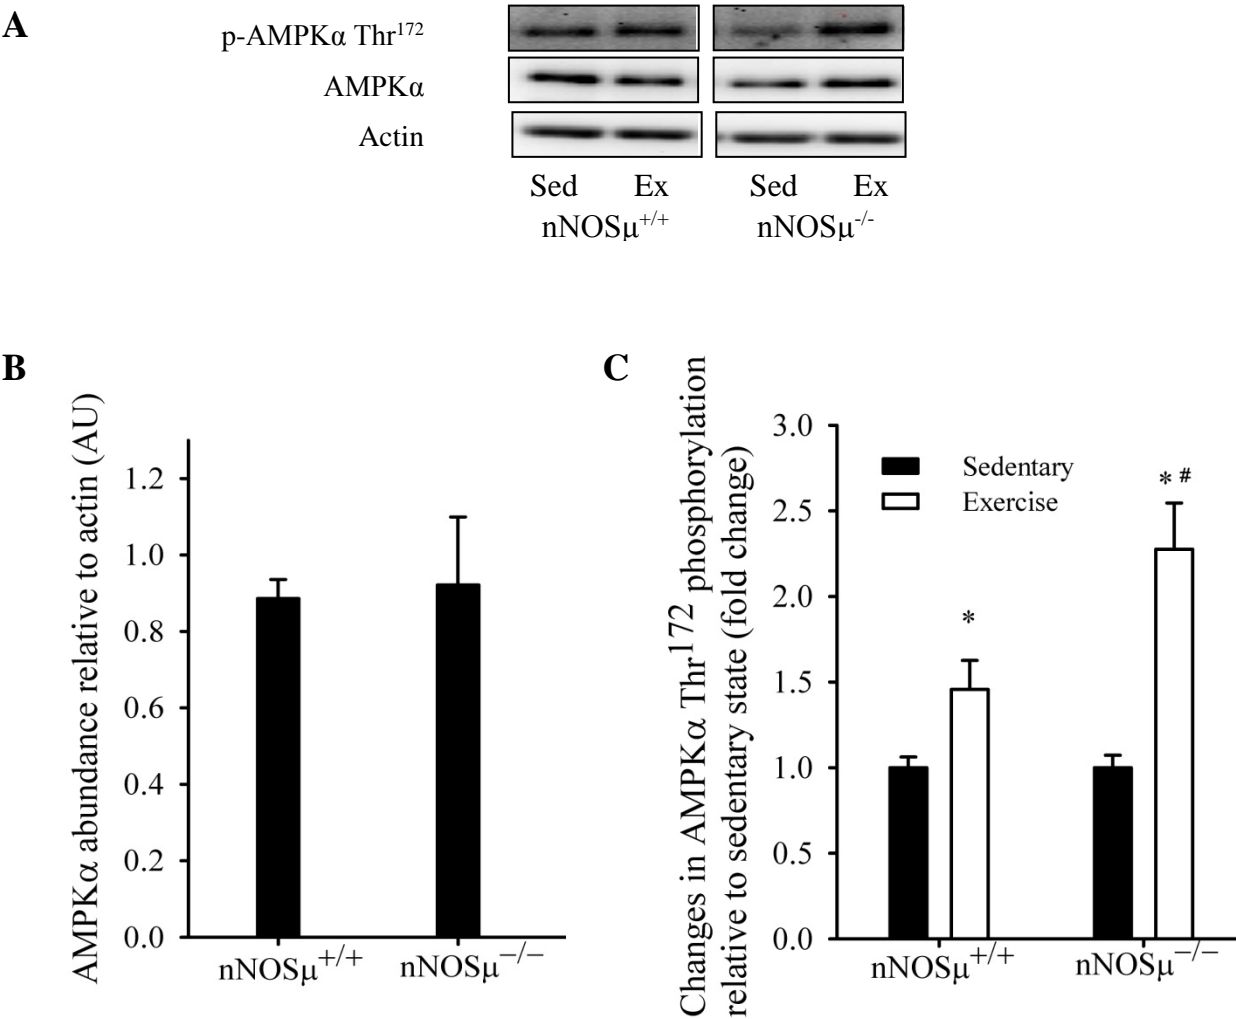 A
p-AMPKα Thr172
AMPKα
Actin
Sed Ex Sed Ex
nNOSμ+/+ nNOSμ-/-
B
AMPKα abundance relative to actin (AU)
1.2
1.0
0.8
0.6
0.4
0.2
0.0
nNOSμ+/+ nNOSμ−/−
C
Changes in AMPKα Thr172 phosphorylation
relative to sedentary state (fold change)
3.0
2.5
2.0
1.5
1.0
0.5
0.0
Sedentary
Exercise
* #
*
nNOSμ+/+ nNOSμ−/−